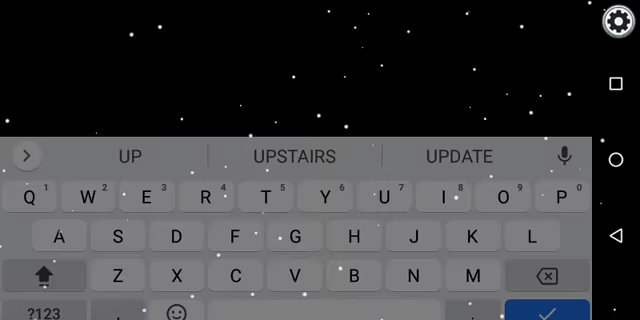 UP UPSTAIRS UPDATE
Q1 W2 E3 R4 T5 Y6 U7 I8 O9 P0
A S D F G H J K L
Z X C V B N M
?123 , .